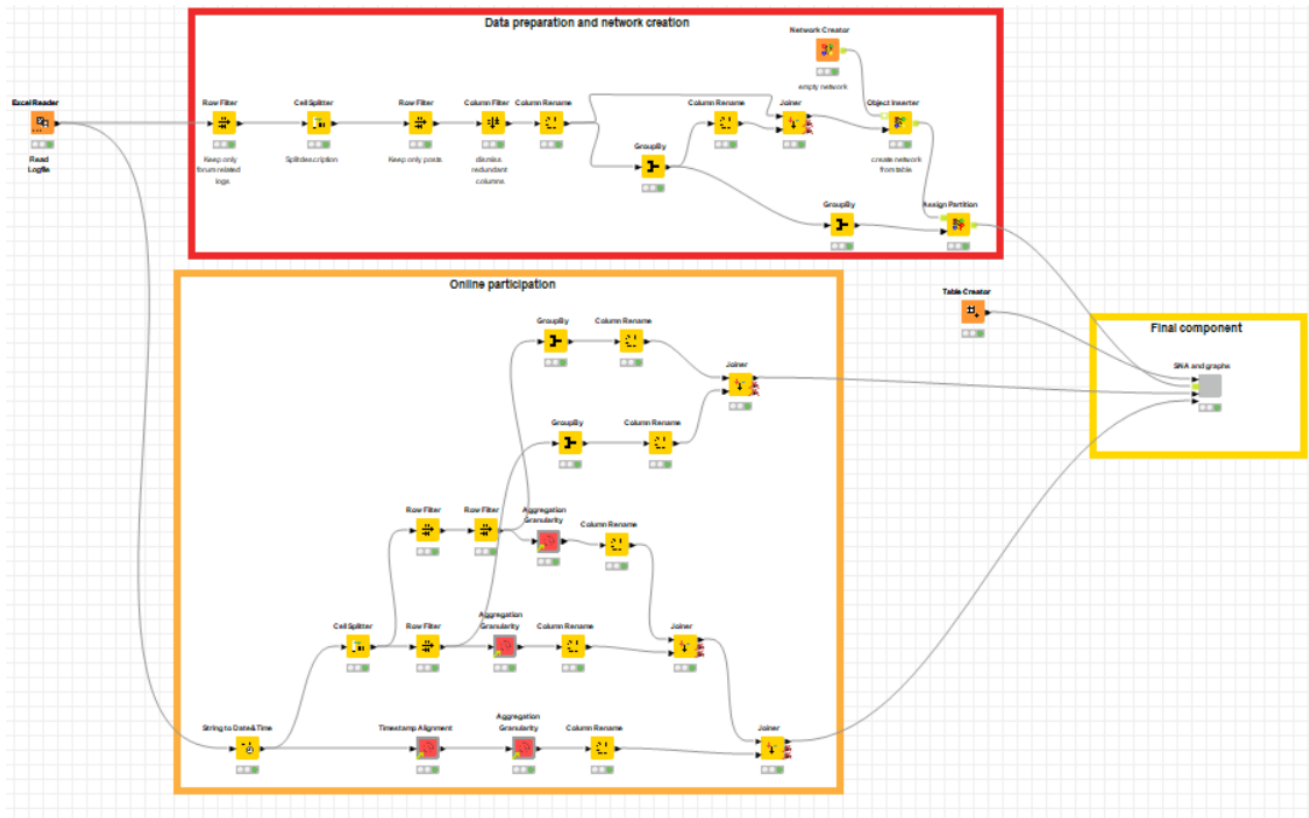 Data preparation and network creation
Network Creator
empty network
Excel Reader
Read
Logfile
Row Filter
Keep only
forum related
logs
Cell Splitter
Split description
Row Filter
Keep only posts
Column Filter
dismiss
redundant
columns
Column Rename
GroupBy
Column Rename
Joiner
Object Inserter
create network
from table
GroupBy
Assign Partition
Online participation
GroupBy
Column Rename
Joiner
GroupBy
Column Rename
Row Filter
Row Filter
Aggregation
Granularity
Column Rename
Cell Splitter
Row Filter
Aggregation
Granularity
Column Rename
Joiner
String to Date&Time
Timestamp Alignment
Aggregation
Granularity
Column Rename
Joiner
Table Creator
Final component
SNA and graphs